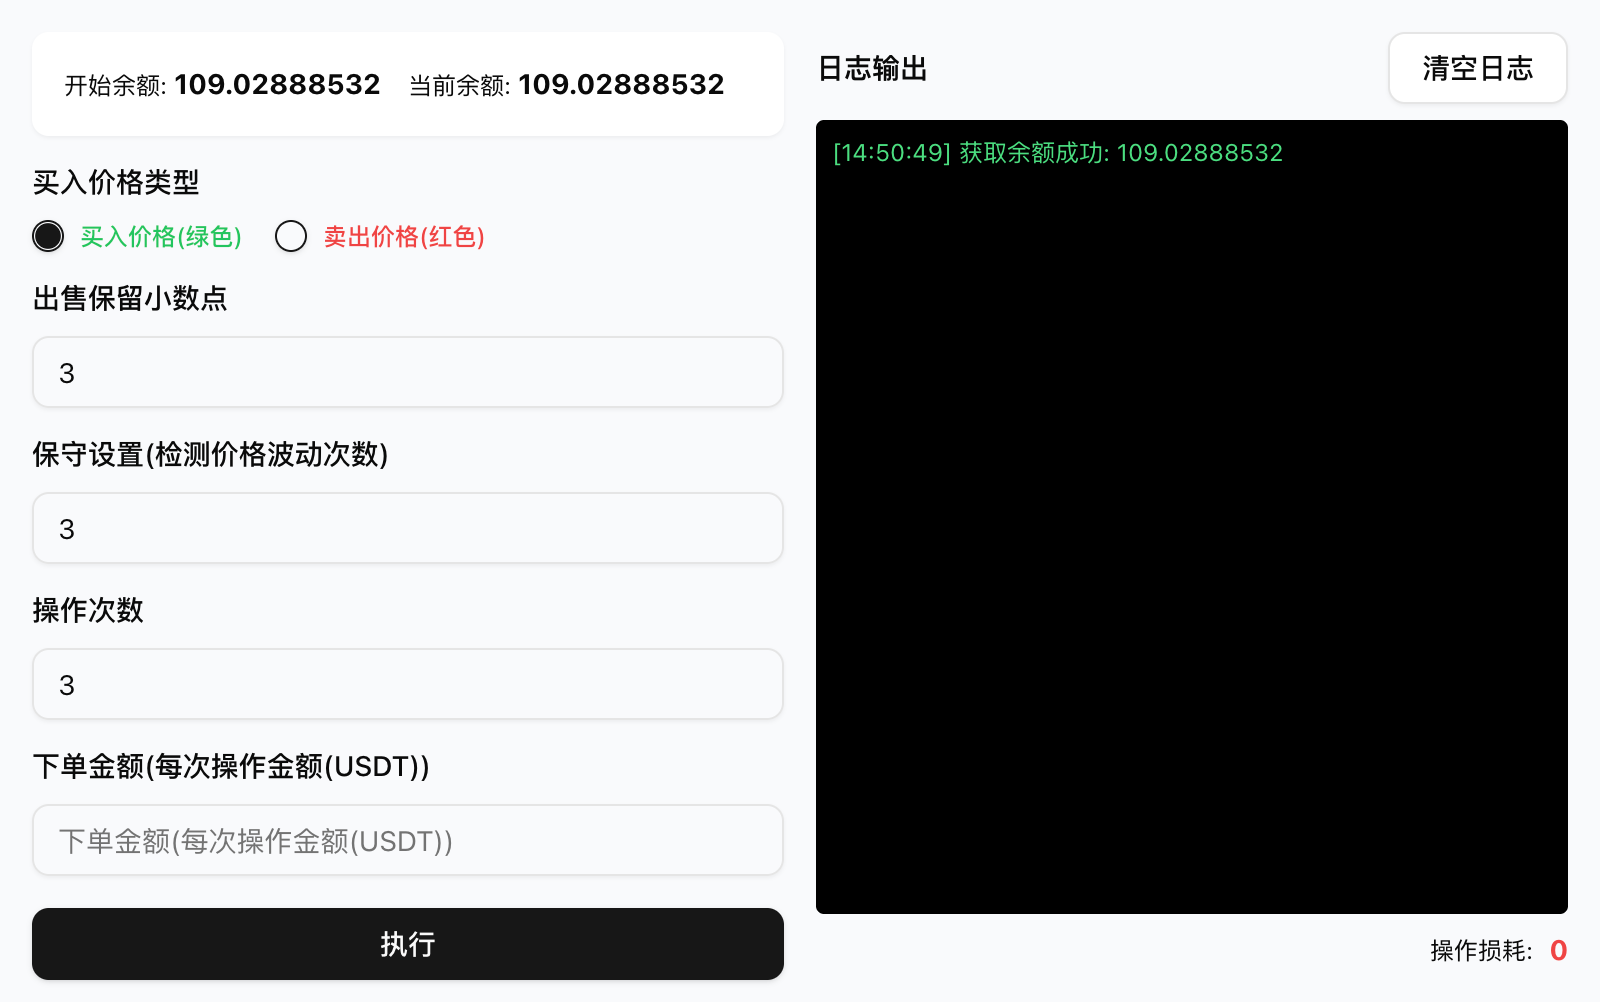 开始余额: 109.02888532 当前余额: 109.02888532
买入价格类型
买入价格(绿色) 卖出价格(红色)
出售保留小数点
3
保守设置(检测价格波动次数)
3
操作次数
3
下单金额(每次操作金额(USDT))
下单金额(每次操作金额(USDT))
执行
日志输出
清空日志
[14:50:49] 获取余额成功: 109.02888532
操作损耗: 0